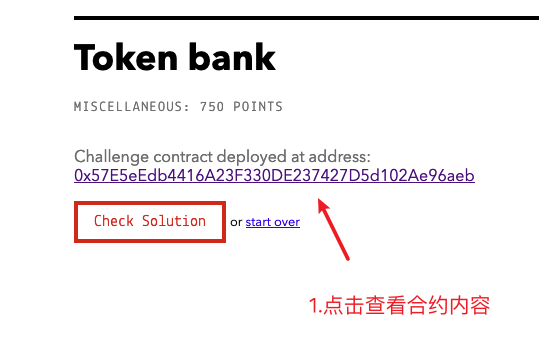 Token bank
MISCELLANEOUS: 750 POINTS
Challenge contract deployed at address:
0x57E5eEdb4416A23F330DE237427D5d102Ae96aeb
Check Solution or start over
1.点击查看合约内容